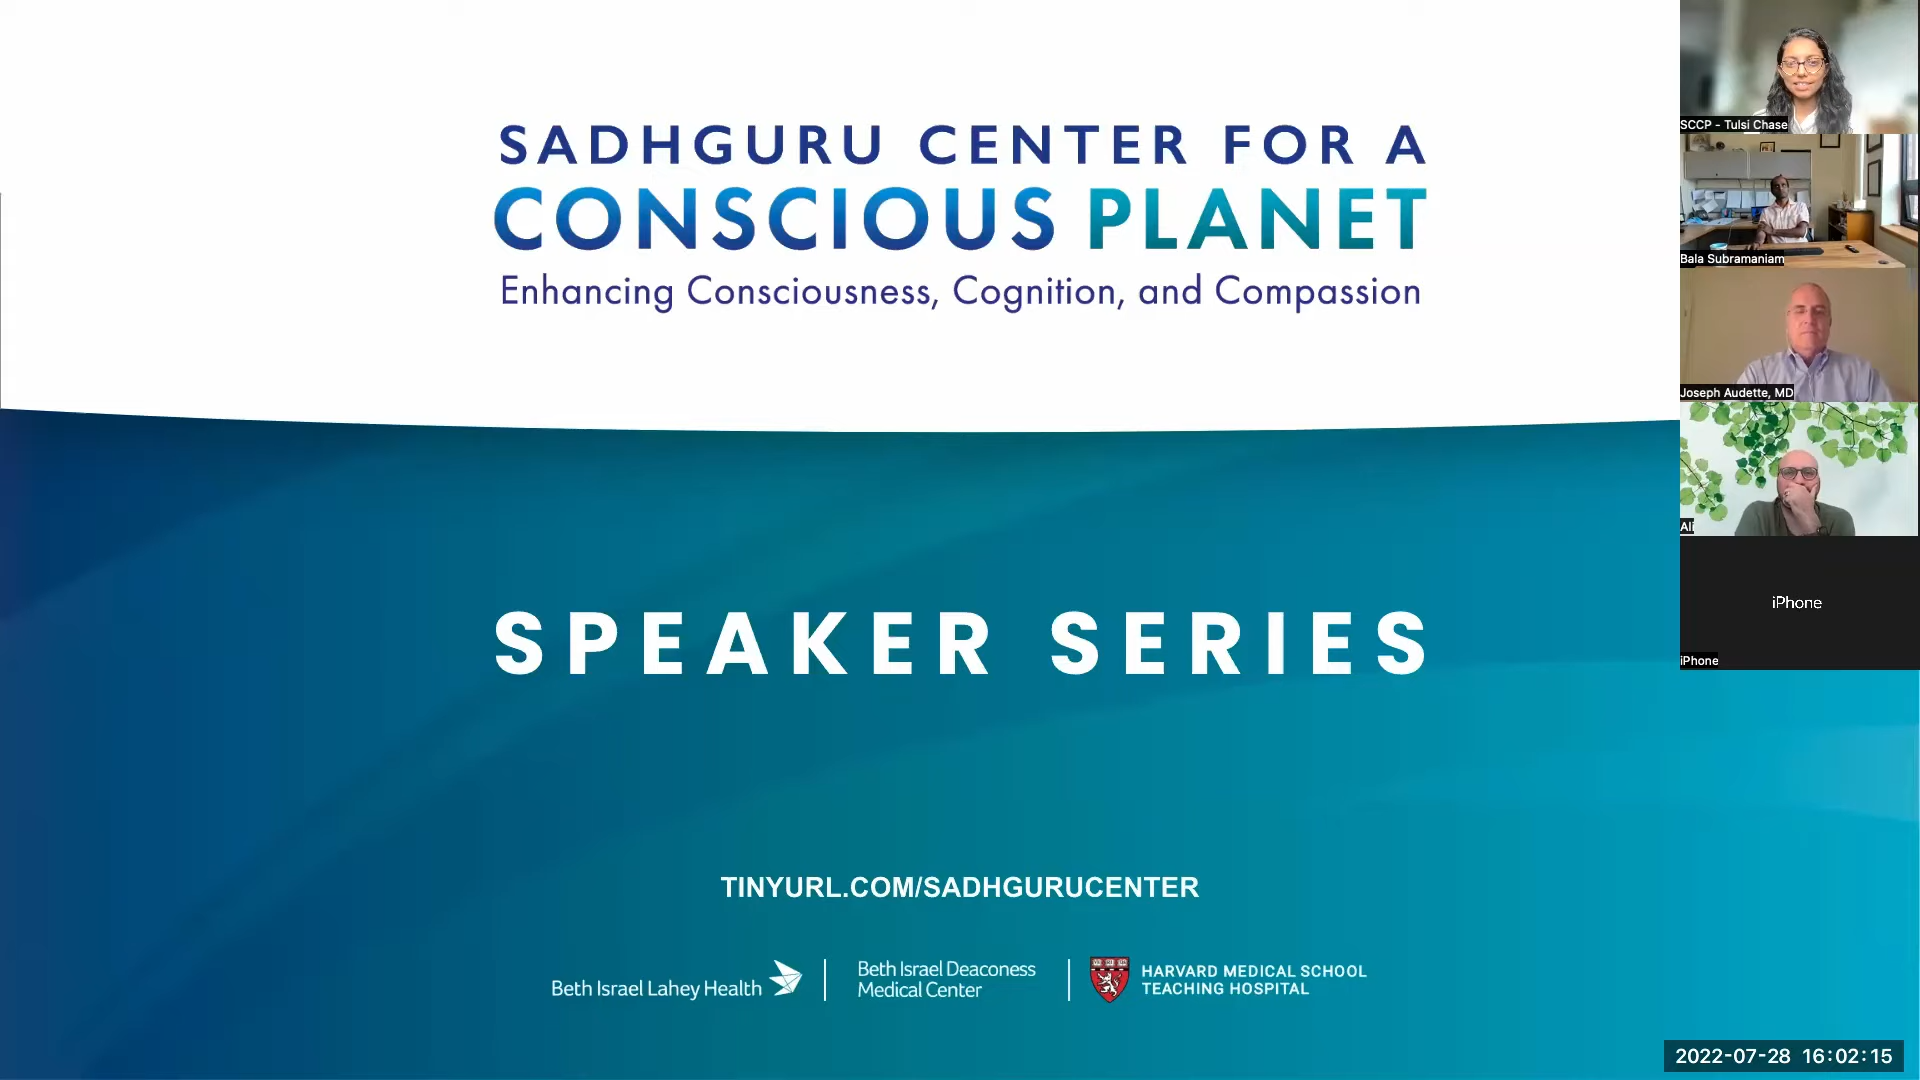 SADHGURU CENTER FOR A
CONSCIOUS PLANET
Enhancing Consciousness, Cognition, and Compassion
SPEAKER SERIES
TINYURL.COM/SADHGURUCENTER
Beth Israel Lahey Health
Beth Israel Deaconess
Medical Center
HARVARD MEDICAL SCHOOL
TEACHING HOSPITAL
SCCP - Tulsi Chase
Bala Subramaniam
Joseph Audette, MD
Ali
iPhone
iPhone
2022-07-28 16:02:15